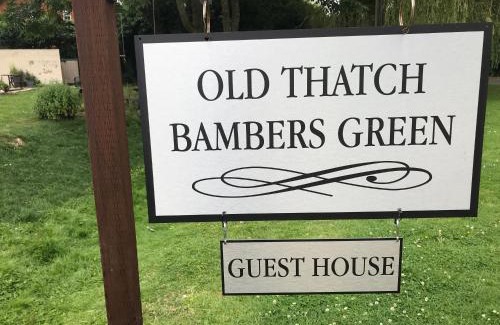 OLD THATCH
BAMBERS GREEN
GUEST HOUSE